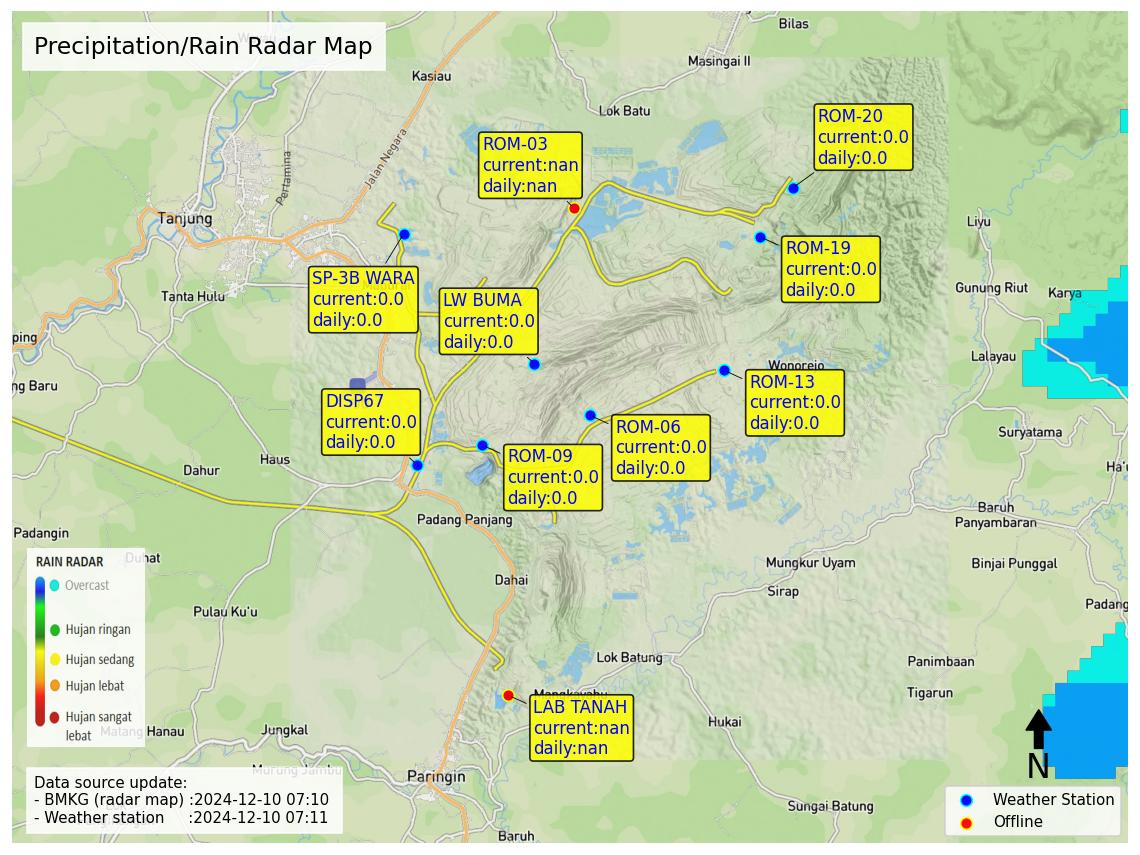 Precipitation/Rain Radar Map
Bilas
Masingai II
Kasiau
Lok Batu
Jalan Negara
Pertamina
Tanjung
Tanta Hulu
ROM-03
current:nan
daily:nan
ROM-20
current:0.0
daily:0.0
ROM-19
current:0.0
daily:0.0
SP-3B WARA
current:0.0
daily:0.0
LW BUMA
current:0.0
daily:0.0
Liyu
Gunung Riut
Karya
Lalayau
ping
ng Baru
Wonorejo
ROM-13
current:0.0
daily:0.0
DISP67
current:0.0
daily:0.0
ROM-06
current:0.0
daily:0.0
ROM-09
current:0.0
daily:0.0
Suryatama
Ha'u
Haus
Dahur
Padang Panjang
Baruh
Panyambaran
Padangin
Duhat
Binjai Punggal
Mungkur Uyam
Sirap
Dahai
Padang
Pulau Ku'u
RAIN RADAR
Overcast
Hujan ringan
Hujan sedang
Hujan lebat
Hujan sangat
lebat
Lok Batung
Panimbaan
Tigarun
LAB TANAH
current:nan
daily:nan
Hukai
Matang Hanau
Jungkal
Murung Jambu
Paringin
Sungai Batung
Baruh
N
Data source update:
- BMKG (radar map) :2024-12-10 07:10
- Weather station :2024-12-10 07:11
Weather Station
Offline